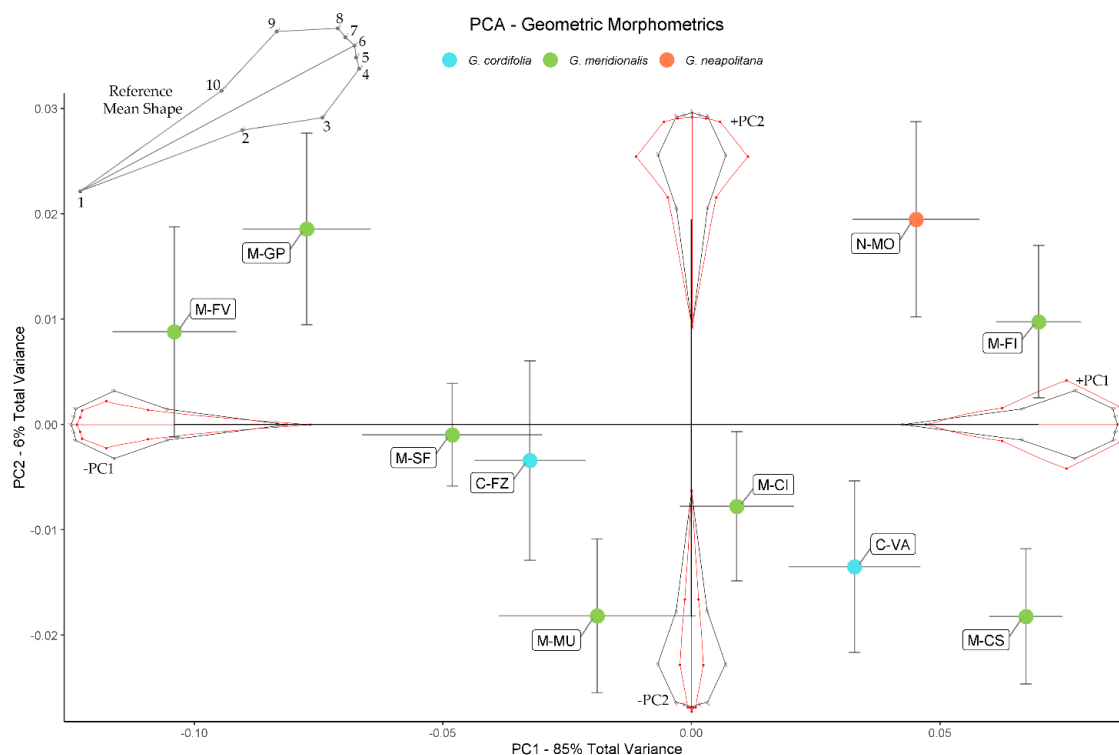 PCA - Geometric Morphometrics
G. cordifolia G. meridionalis G. neapolitana
Reference
Mean Shape
1
2
3
4
5
6
7
8
9
10
+PC2
+PC1
-PC1
-PC2
M-GP
M-FV
N-MO
M-FI
M-SF
C-FZ
M-CI
C-VA
M-MU
M-CS
0.03
0.02
0.01
0.00
-0.01
-0.02
PC2 - 6% Total Variance
-0.10
-0.05
0.00
0.05
PC1 - 85% Total Variance